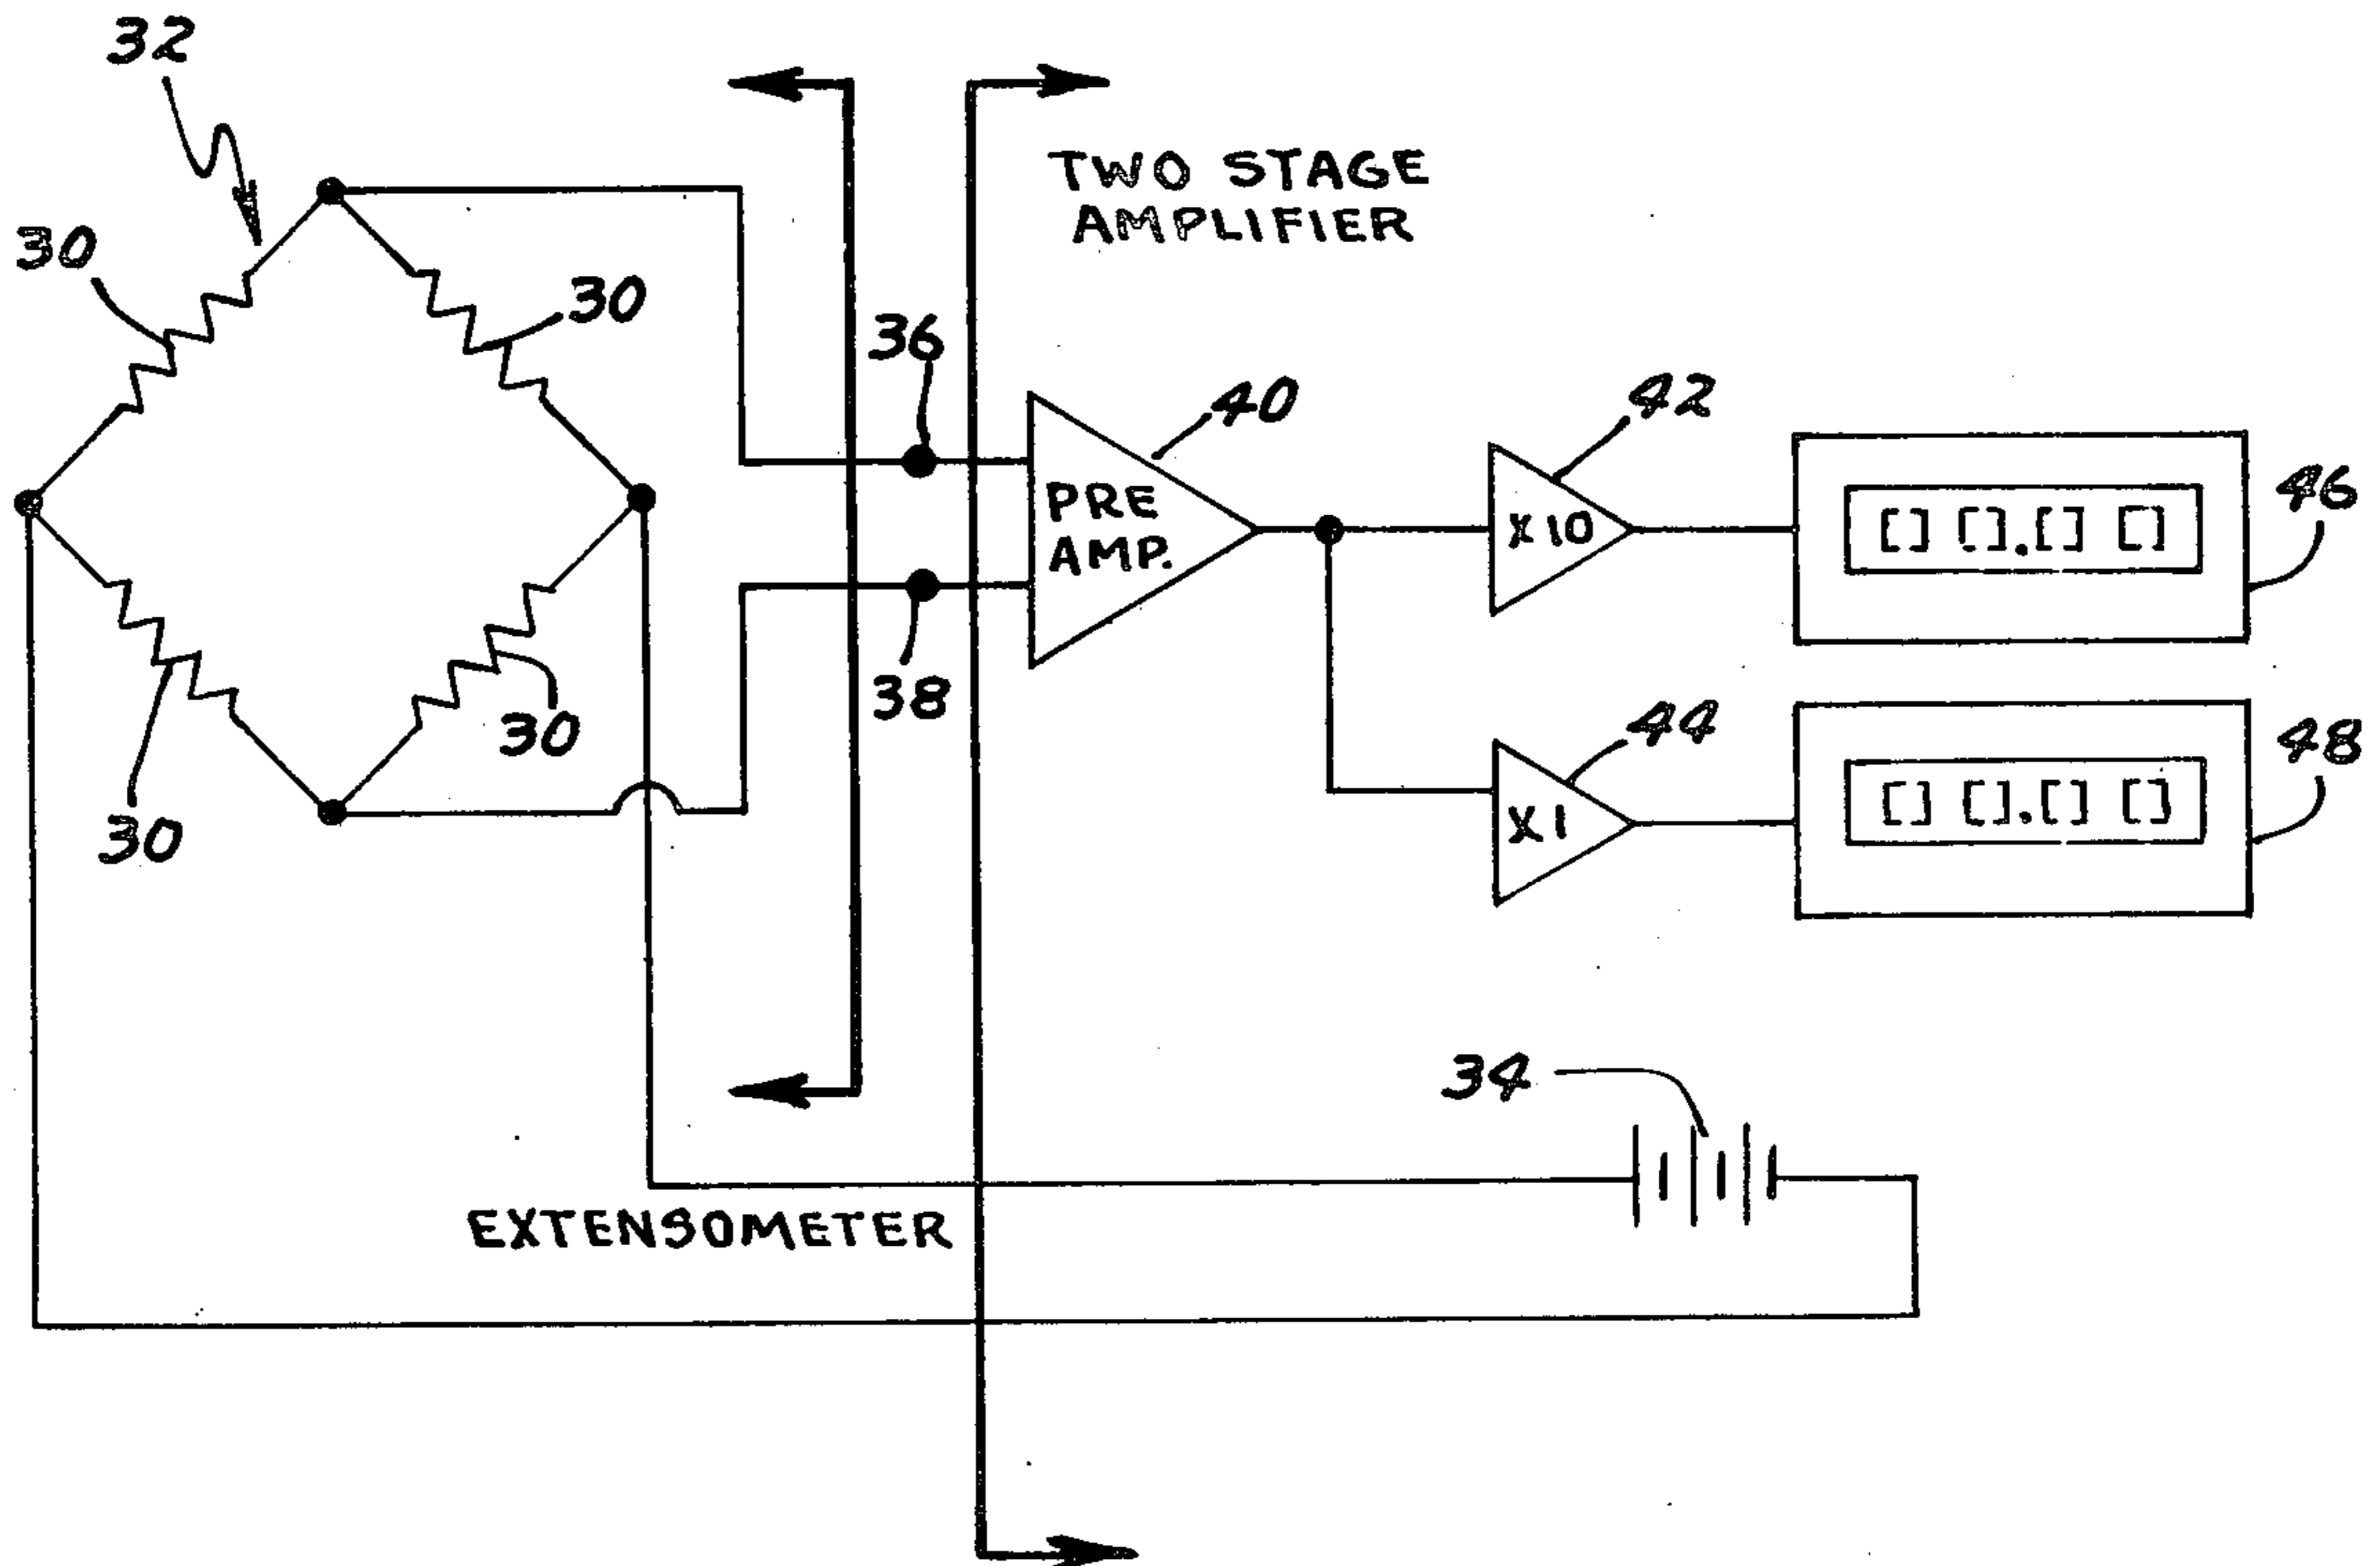 32
TWO STAGE
AMPLIFIER
30
30
36
40
42
46
PRE
AMP.
X10
[] [].[] []
38
30
44
48
X1
[] [].[] []
30
34
EXTENSOMETER